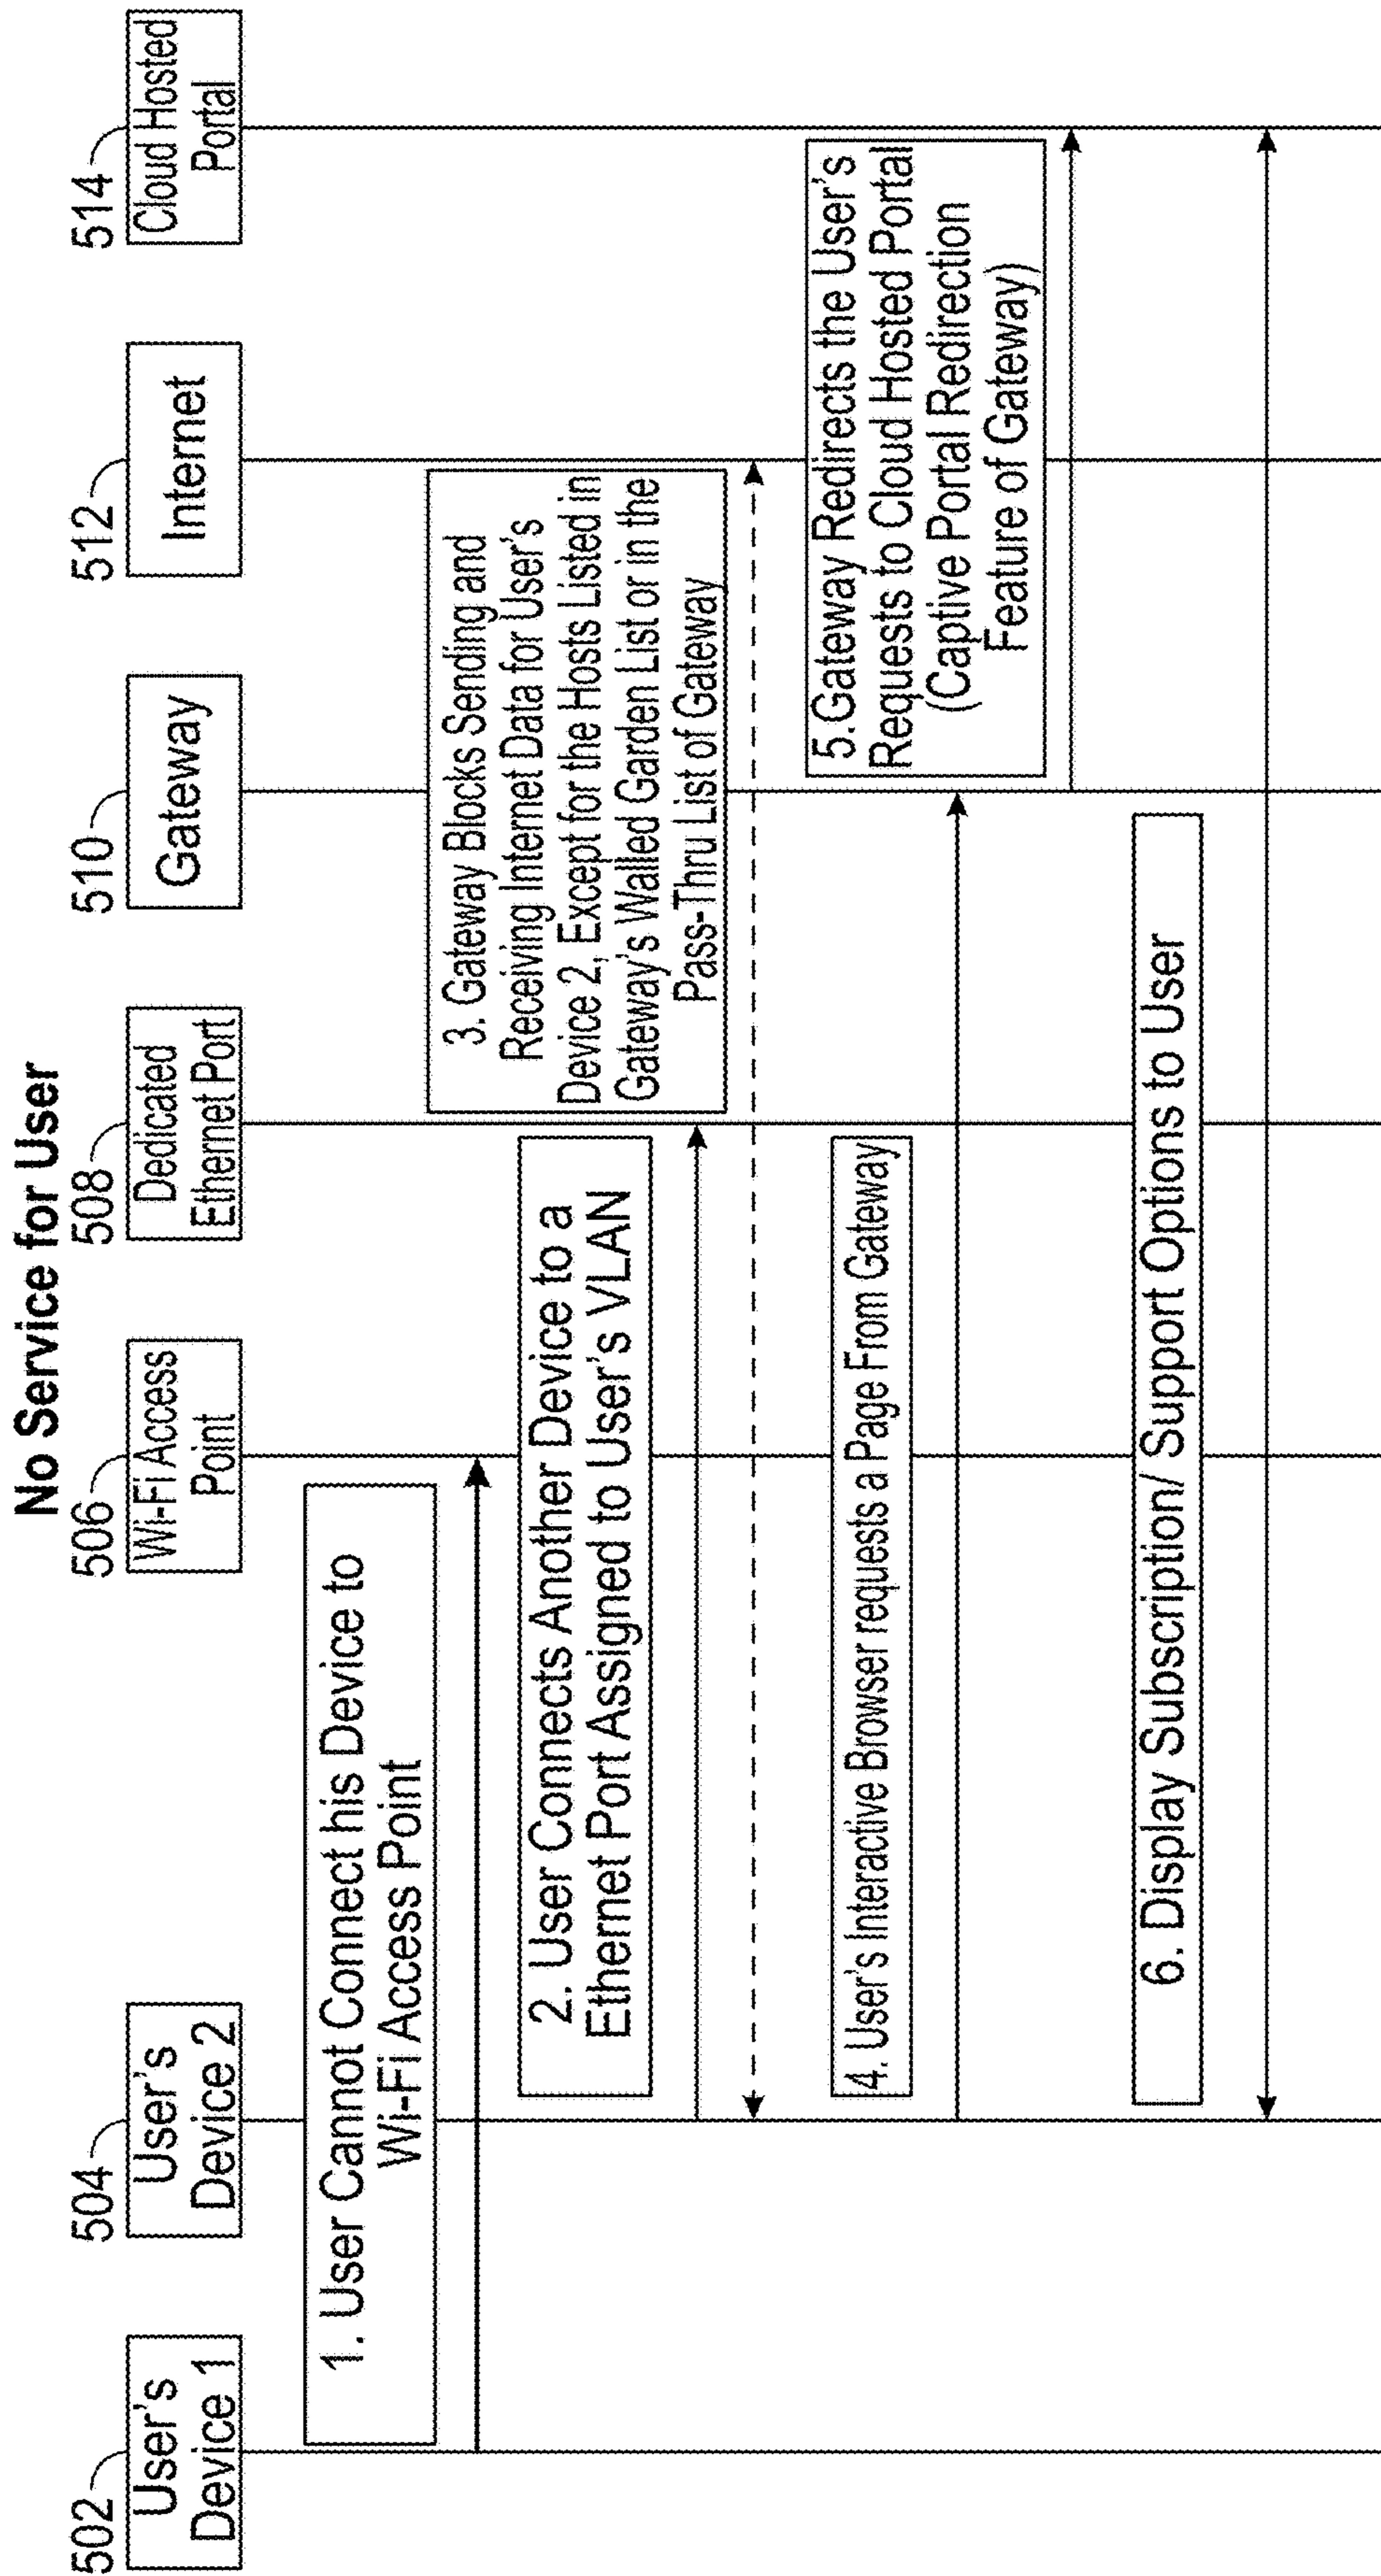 No Service for User
502
User's
Device 1
504
User's
Device 2
506
Wi-Fi Access
Point
508
Dedicated
Ethernet Port
510
Gateway
512
Internet
514
Cloud Hosted
Portal
1. User Cannot Connect his Device to
Wi-Fi Access Point
2. User Connects Another Device to a
Ethernet Port Assigned to User's VLAN
3. Gateway Blocks Sending and
Receiving Internet Data for User's
Device 2, Except for the Hosts Listed in
Gateway's Walled Garden List or in the
Pass-Thru List of Gateway
4. User's Interactive Browser requests a Page From Gateway
5.Gateway Redirects the User's
Requests to Cloud Hosted Portal
(Captive Portal Redirection
Feature of Gateway)
6. Display Subscription/ Support Options to User